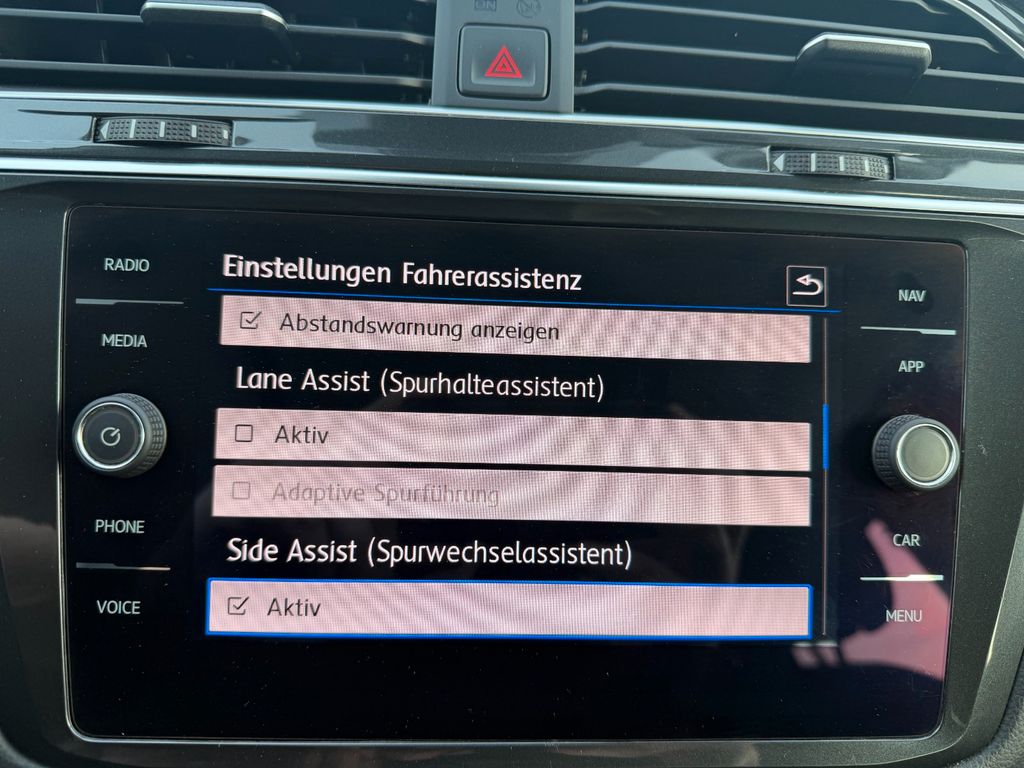 ON
RADIO
MEDIA
PHONE
VOICE
Einstellungen Fahrerassistenz
Abstandswarnung anzeigen
Lane Assist (Spurhalteassistent)
Aktiv
Adaptive Spurführung
Side Assist (Spurwechselassistent)
Aktiv
NAV
APP
CAR
MENU